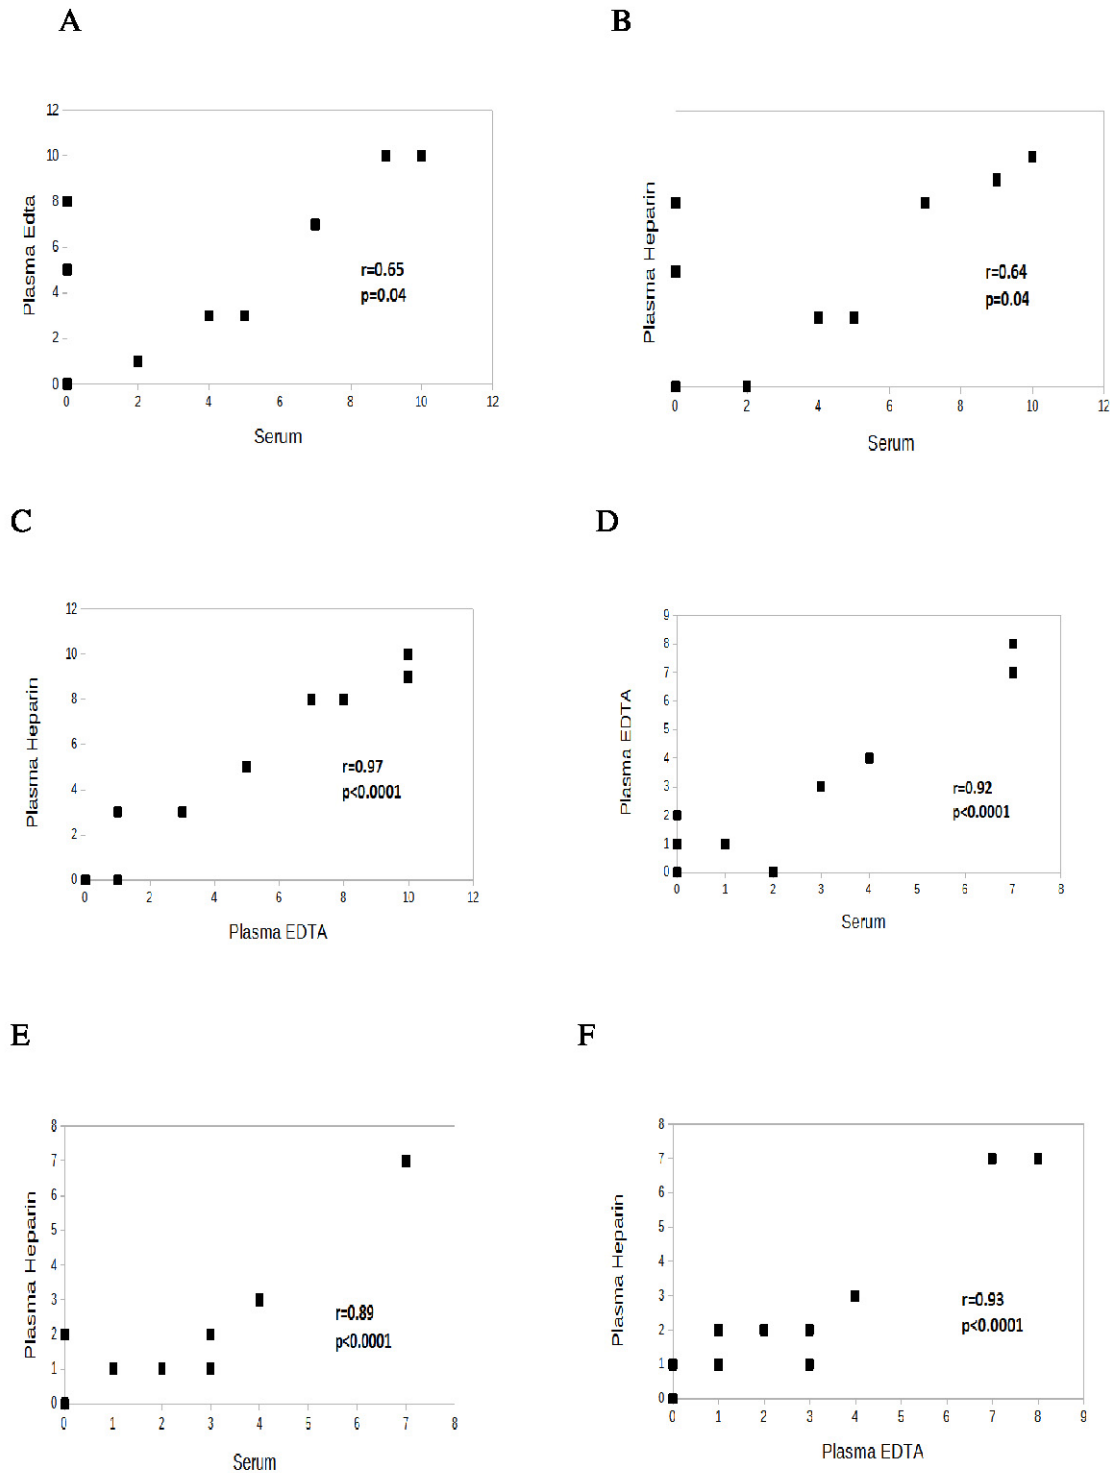 A
B
12
10
8
6
4
2
0
Plasma Edta
r=0.65
p=0.04
0 2 4 6 8 10 12
Serum
Plasma Heparin
r=0.64
p=0.04
0 2 4 6 8 10 12
Serum
C
D
12
10
8
6
4
2
0
Plasma Heparin
r=0.97
p<0.0001
0 2 4 6 8 10 12
Plasma EDTA
9
8
7
6
5
4
3
2
1
0
Plasma EDTA
r=0.92
p<0.0001
0 1 2 3 4 5 6 7 8
Serum
E
F
8
7
6
5
4
3
2
1
0
Plasma Heparin
r=0.89
p<0.0001
0 1 2 3 4 5 6 7 8
Serum
8
7
6
5
4
3
2
1
0
Plasma Heparin
r=0.93
p<0.0001
0 1 2 3 4 5 6 7 8 9
Plasma EDTA